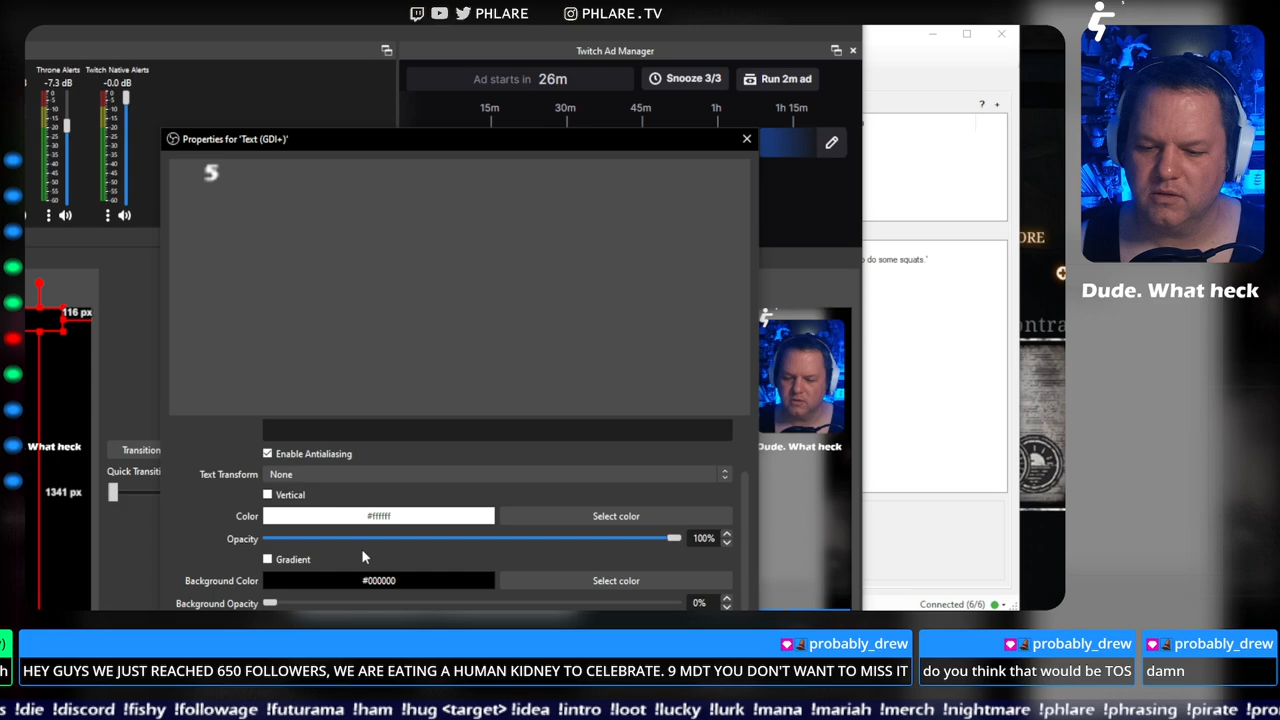 PHLARE
PHLARE.TV
Twitch Ad Manager
Throne Alerts
-7.3 dB
Twitch Native Alerts
-0.0 dB
Ad starts in 26m
Snooze 3/3
Run 2m ad
15m
30m
45m
1h
1h 15m
? +
Properties for 'Text (GDI+)'
5
o do some squats.'
ORE
ontra
Dude. What heck
116 px
What heck
1341 px
Transition
Quick Transiti
Dude. What heck
Enable Antialiasing
Text Transform
None
Vertical
Color
#ffffff
Select color
Opacity
100%
Gradient
Background Color
#000000
Select color
Background Opacity
0%
Connected (6/6)
probably_drew
HEY GUYS WE JUST REACHED 650 FOLLOWERS, WE ARE EATING A HUMAN KIDNEY TO CELEBRATE. 9 MDT YOU DON'T WANT TO MISS IT
probably_drew
do you think that would be TOS
probably_drew
damn
s !die !discord !fishy !followage !futurama !ham !hug <target> !idea !intro !loot !lucky !lurk !mana !mariah !merch !nightmare !phlare !phrasing !pirate !pro